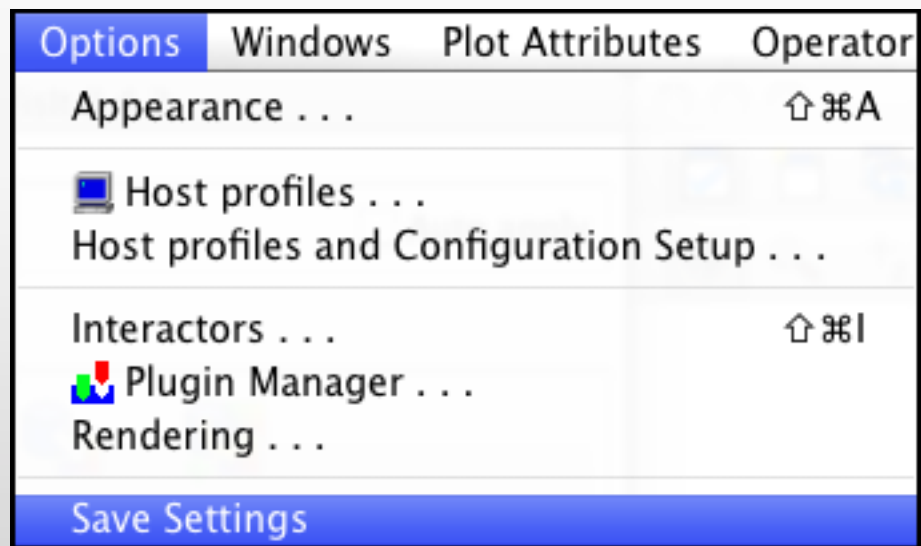 Options Windows Plot Attributes Operator
Appearance . . . ⇧⌘A
Host profiles . . .
Host profiles and Configuration Setup . . .
Interactors . . . ⇧⌘I
Plugin Manager . . .
Rendering . . .
Save Settings